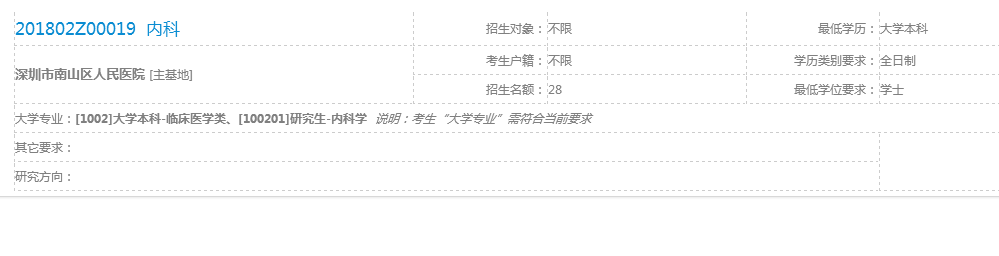 201802Z00019 内科 招生对象： 不限 最低学历： 大学本科
深圳市南山区人民医院 [主基地] 考生户籍： 不限 学历类别要求： 全日制
招生名额： 28 最低学位要求： 学士
大学专业：[1002]大学本科-临床医学类、[100201]研究生-内科学 说明：考生“大学专业”需符合当前要求
其它要求：
研究方向：